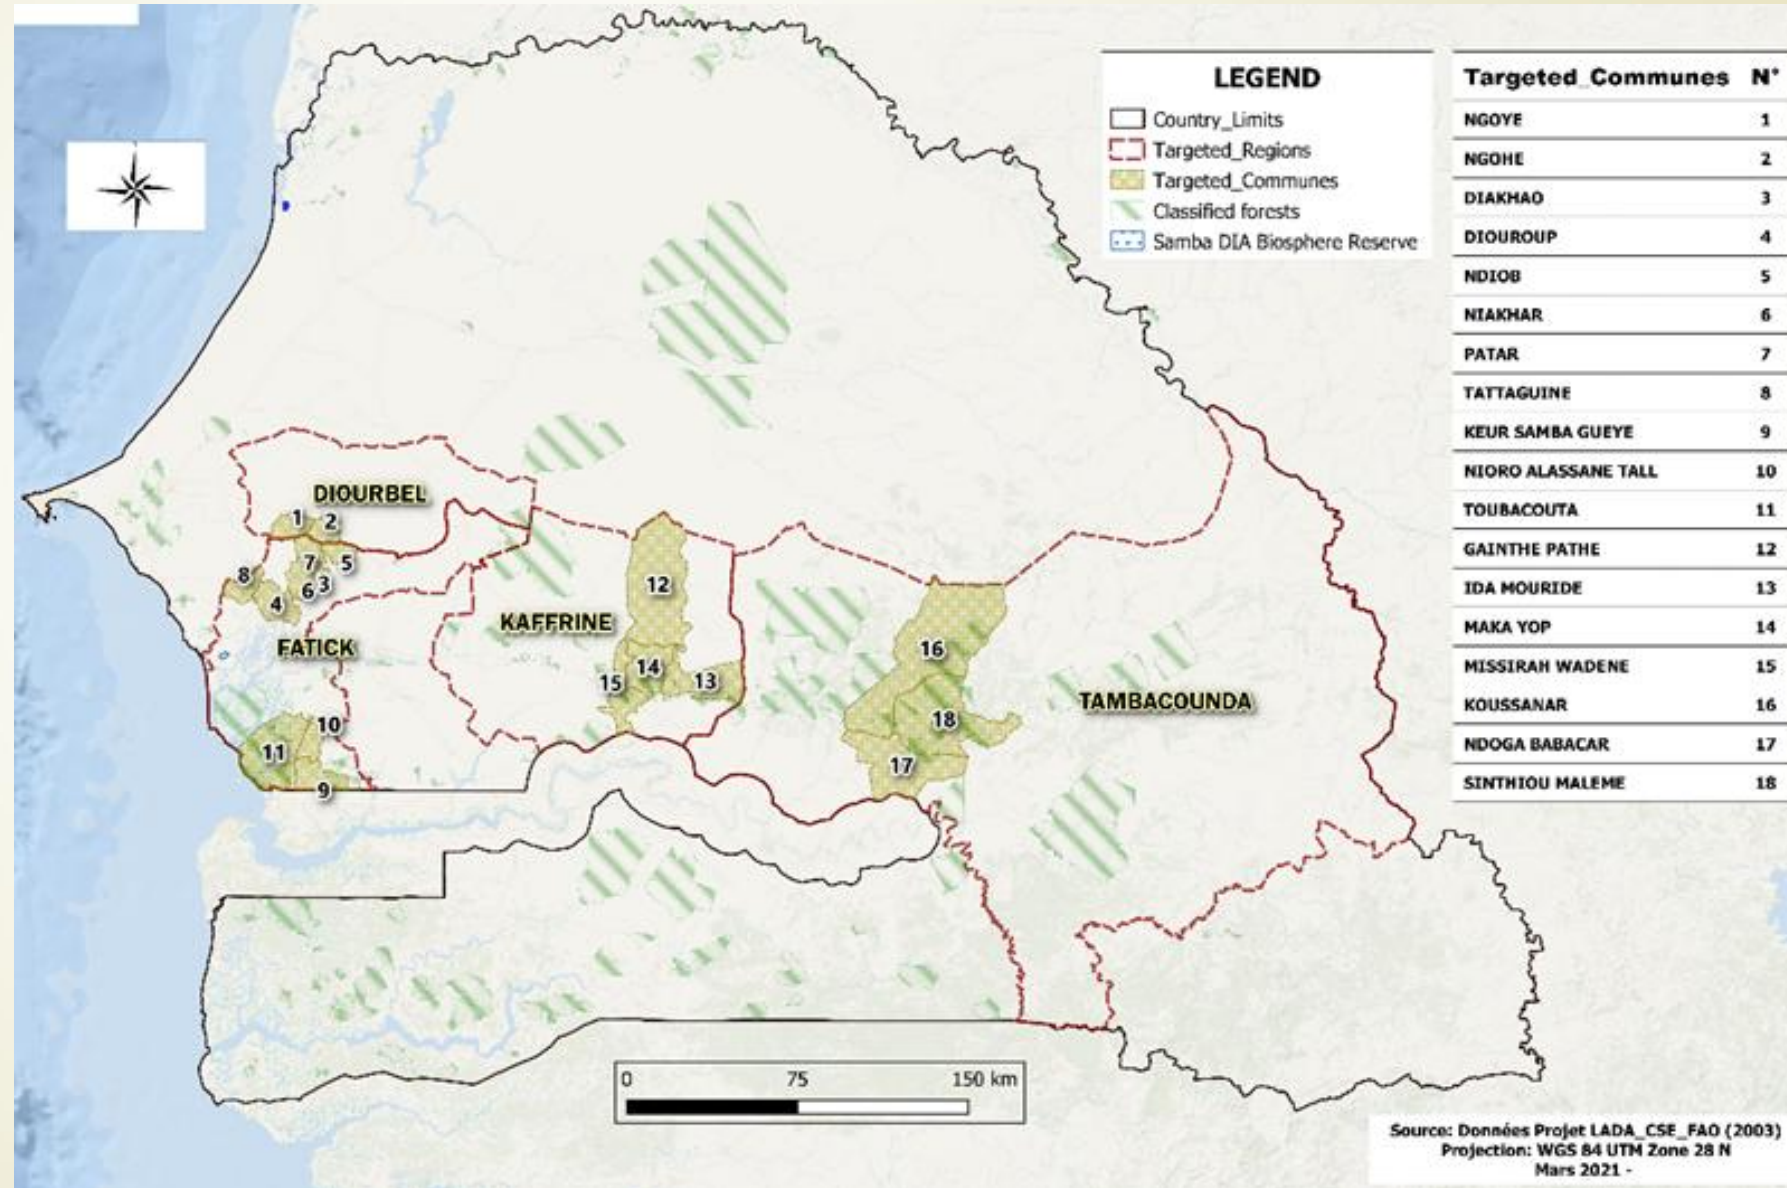 LEGEND
Country_Limits
Targeted_Regions
Targeted_Communes
Classified forests
Samba DIA Biosphere Reserve
Targeted_Communes N°
NGOYE 1
NGOHE 2
DIAKHAO 3
DIOUROUP 4
NDIOB 5
NIAKHAR 6
PATAR 7
TATTAGUINE 8
KEUR SAMBA GUEYE 9
NIORO ALASSANE TALL 10
TOUBACOUTA 11
GAINTHE PATHE 12
IDA MOURIDE 13
MAKA YOP 14
MISSIRAH WADENE 15
KOUSSANAR 16
NDOGA BABACAR 17
SINTHIOU MALEME 18
DIOURBEL
1 2
7 5
8 6 3
4
12
KAFFRINE
FATICK
16
14
15 13
TAMBACOUNDA
10 18
11 17
9
0 75 150 km
Source: Données Projet LADA_CSE_FAO (2003)
Projection: WGS 84 UTM Zone 28 N
Mars 2021 -